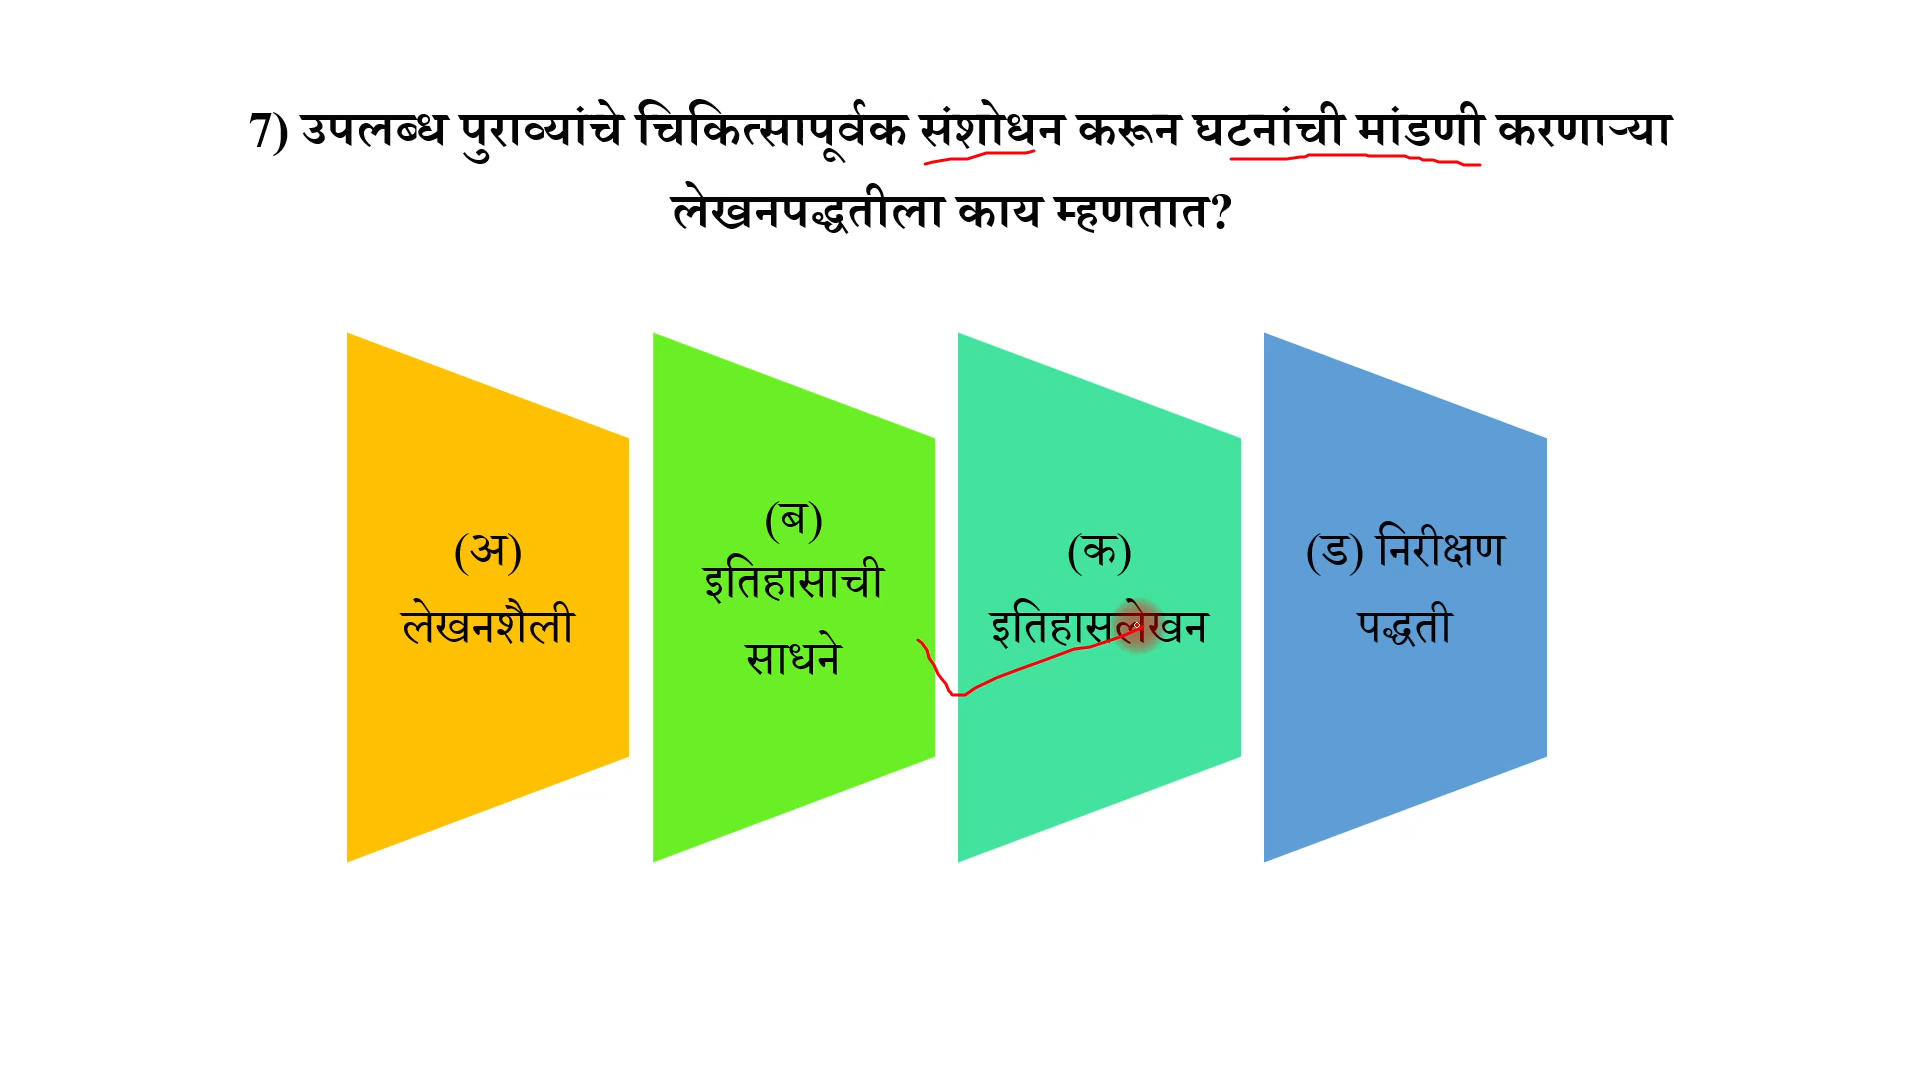 7) उपलब्ध पुराव्यांचे चिकित्सापूर्वक संशोधन करून घटनांची मांडणी करणाऱ्या
लेखनपद्धतीला काय म्हणतात?
(अ)
लेखनशैली
(ब)
इतिहासाची
साधने
(क)
इतिहासलेखन
(ड) निरीक्षण
पद्धती